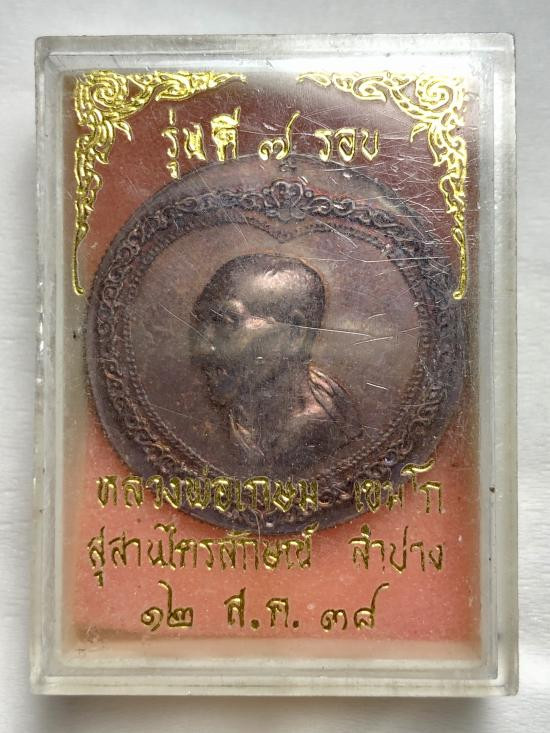 รุ่นดี ๗ รอบ
หลวงพ่อเกษม เขมโก
สุสานไตรลักษณ์ ลำปาง
๑๒ ส.ค. ๓๘